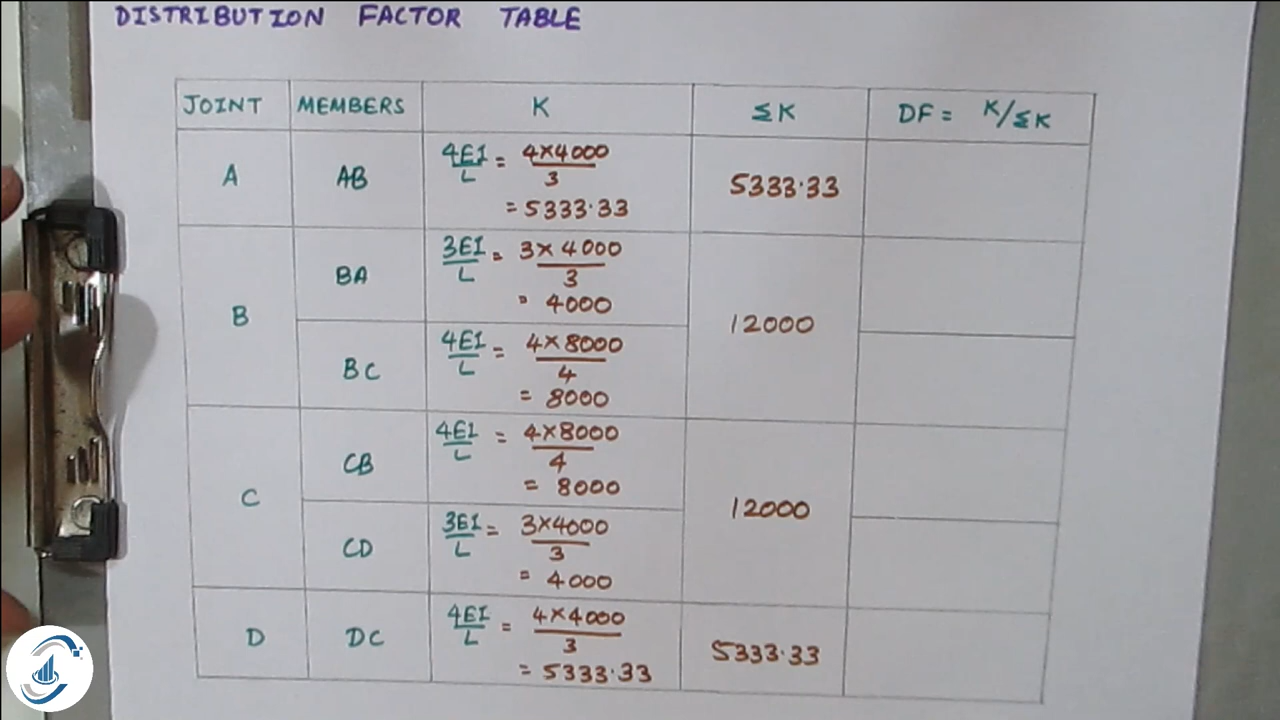 DISTRIBUTION FACTOR TABLE
JOINT MEMBERS K ΣK DF = K/ΣK
A AB 4EI/L = 4×4000/3 5333.33
= 5333.33
B BA 3EI/L = 3×4000/3 12000
= 4000
BC 4EI/L = 4×8000/4
= 8000
C CB 4EI/L = 4×8000/4 12000
= 8000
CD 3EI/L = 3×4000/3
= 4000
D DC 4EI/L = 4×4000/3 5333.33
= 5333.33